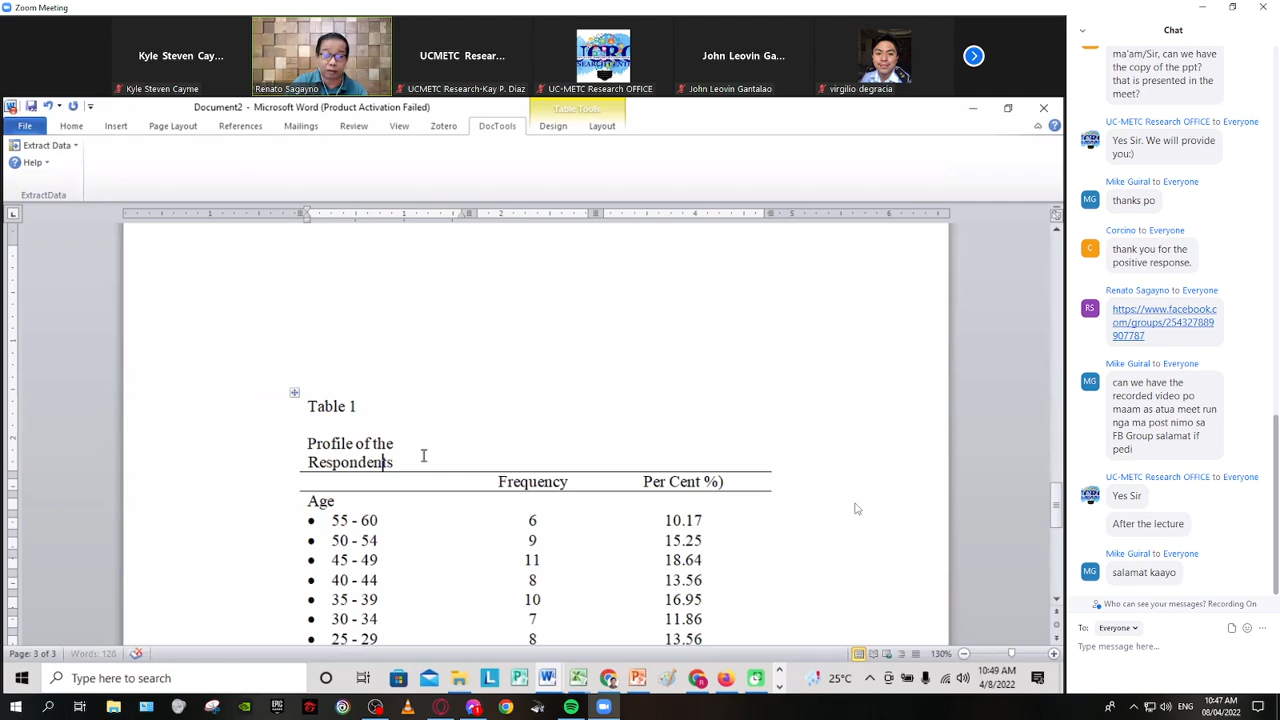 Zoom Meeting
Kyle Steven Cay...
UCMETC Resear...
John Leovin Ga...
Kyle Steven Cayme
Renato Sagayno
UCMETC Research-Kay P. Diaz
UC-METC Research OFFICE
John Leovin Gantalao
virgilio degracia
Document2 - Microsoft Word (Product Activation Failed)
Table Tools
File
Home
Insert
Page Layout
References
Mailings
Review
View
Zotero
DocTools
Design
Layout
Extract Data
Help
ExtractData
1 1 2 3 4 5 6
Table 1
Profile of the
Respondents
Frequency
Per Cent %)
Age
• 55 - 60 6 10.17
• 50 - 54 9 15.25
• 45 - 49 11 18.64
• 40 - 44 8 13.56
• 35 - 39 10 16.95
• 30 - 34 7 11.86
• 25 - 29 8 13.56
Page: 3 of 3
Words: 128
130%
Type here to search
25°C
10:49 AM
4/8/2022
Chat
ma'am/Sir, can we have
the copy of the ppt?
that is presented in the
meet?
UC-METC Research OFFICE to Everyone
Yes Sir. We will provide
you:)
Mike Guiral to Everyone
MG
thanks po
Corcino to Everyone
C
thank you for the
positive response.
Renato Sagayno to Everyone
RS
https://www.facebook.c
om/groups/254327889
907787
Mike Guiral to Everyone
MG
can we have the
recorded video po
maam as atua meet run
nga ma post nimo sa
FB Group salamat if
pedi
UC-METC Research OFFICE to Everyone
Yes Sir
After the lecture
Mike Guiral to Everyone
MG
salamat kaayo
Who can see your messages? Recording On
To: Everyone
Type message here...
ENG
10:47 AM
08/04/2022